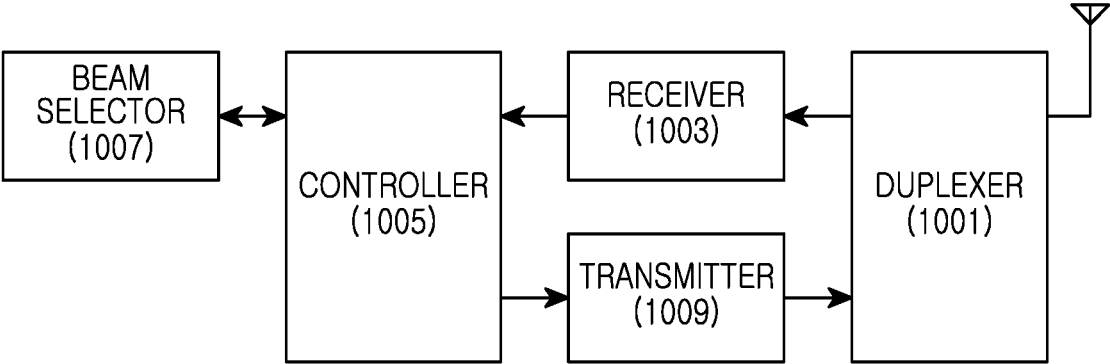 BEAM
SELECTOR
(1007)
CONTROLLER
(1005)
RECEIVER
(1003)
TRANSMITTER
(1009)
DUPLEXER
(1001)